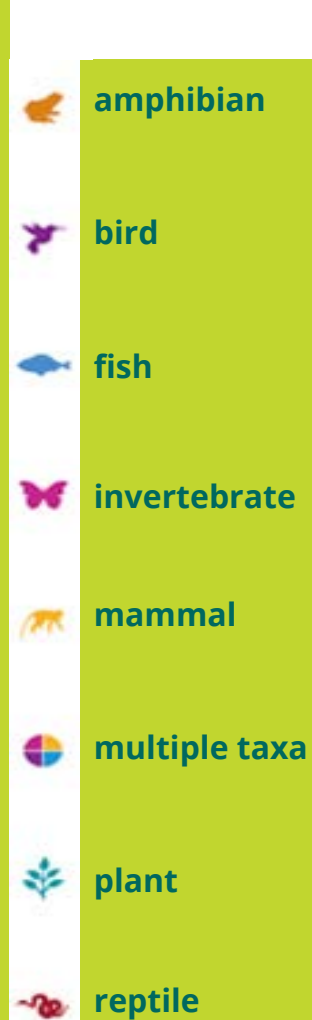 amphibian
bird
fish
invertebrate
mammal
multiple taxa
plant
reptile